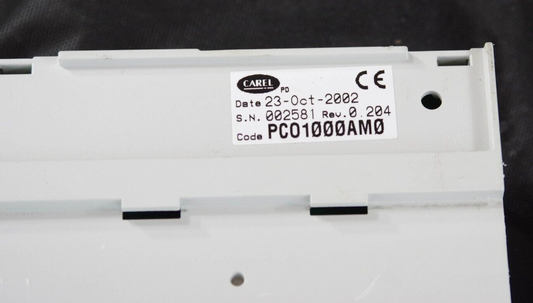 CAREL
PD
CE
Date 23-Oct-2002
S.N. 002581 Rev.0.204
Code PCO1000AM0